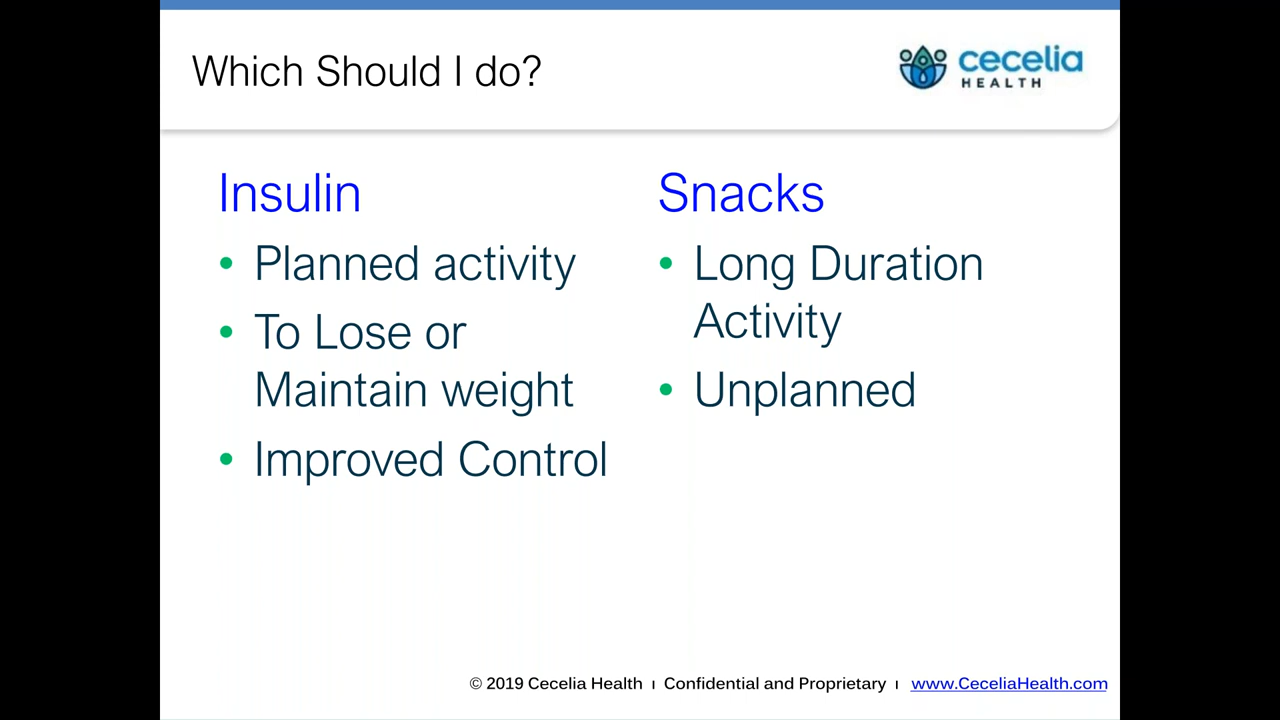 Which Should I do?
cecelia
HEALTH
Insulin
• Planned activity
• To Lose or
Maintain weight
• Improved Control
Snacks
• Long Duration
Activity
• Unplanned
© 2019 Cecelia Health ı Confidential and Proprietary ı www.CeceliaHealth.com